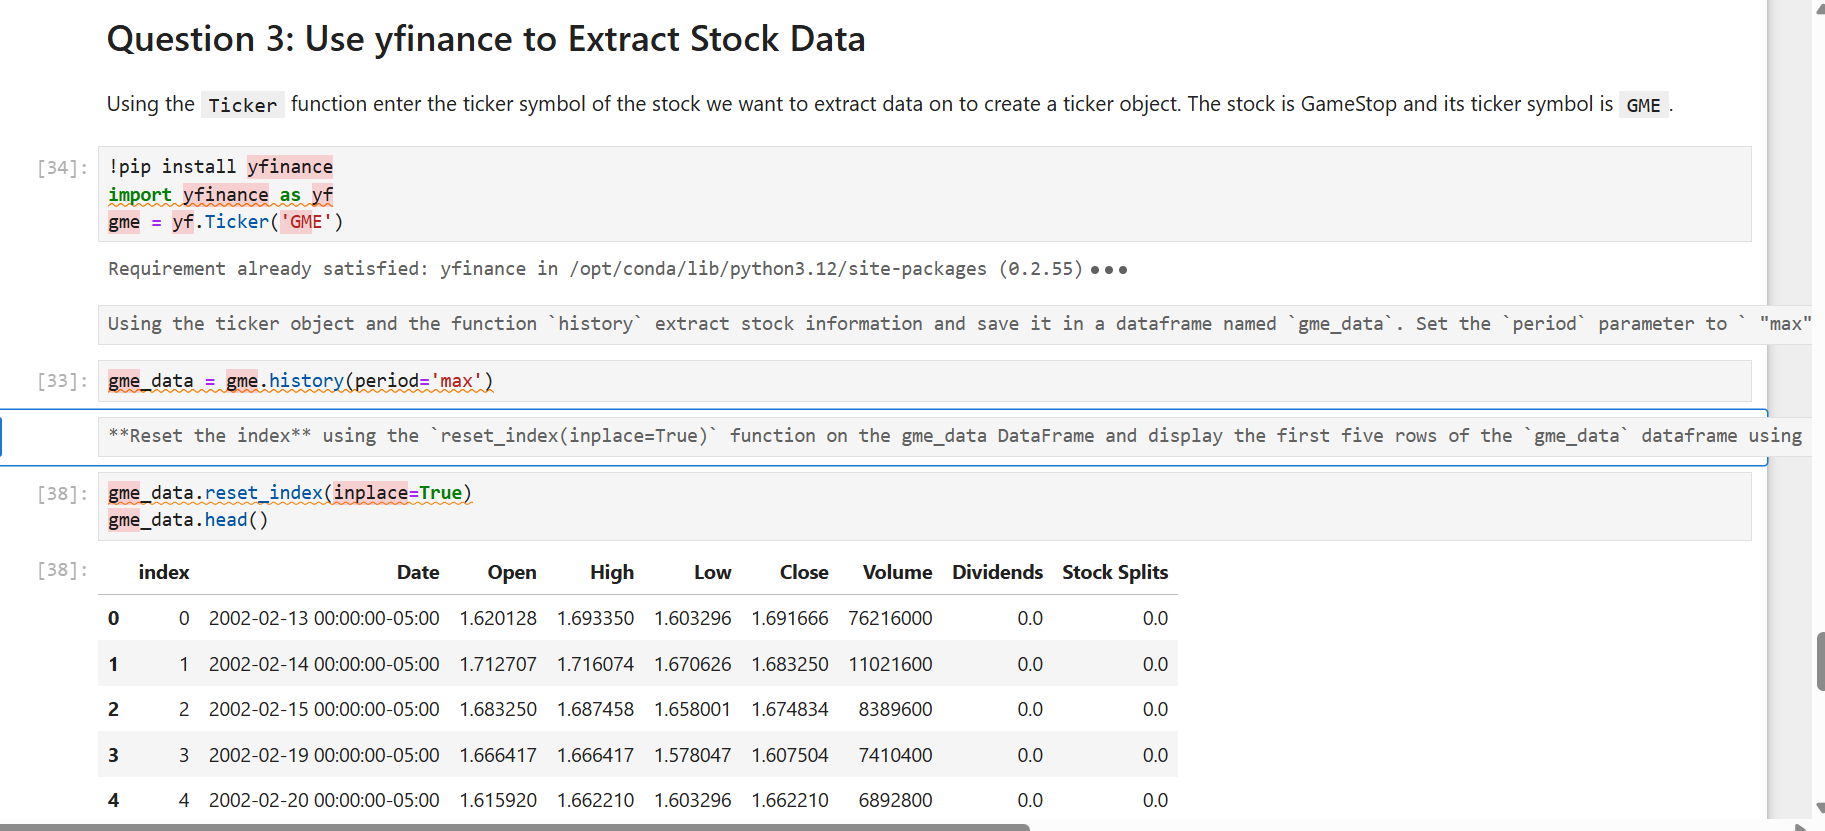 Question 3: Use yfinance to Extract Stock Data
Using the Ticker function enter the ticker symbol of the stock we want to extract data on to create a ticker object. The stock is GameStop and its ticker symbol is GME .
[34]:
!pip install yfinance
import yfinance as yf
gme = yf.Ticker('GME')
Requirement already satisfied: yfinance in /opt/conda/lib/python3.12/site-packages (0.2.55) •••
Using the ticker object and the function `history` extract stock information and save it in a dataframe named `gme_data`. Set the `period` parameter to ` "max"
[33]:
gme_data = gme.history(period='max')
**Reset the index** using the `reset_index(inplace=True)` function on the gme_data DataFrame and display the first five rows of the `gme_data` dataframe using
[38]:
gme_data.reset_index(inplace=True)
gme_data.head()
[38]:
index Date Open High Low Close Volume Dividends Stock Splits
0 0 2002-02-13 00:00:00-05:00 1.620128 1.693350 1.603296 1.691666 76216000 0.0 0.0
1 1 2002-02-14 00:00:00-05:00 1.712707 1.716074 1.670626 1.683250 11021600 0.0 0.0
2 2 2002-02-15 00:00:00-05:00 1.683250 1.687458 1.658001 1.674834 8389600 0.0 0.0
3 3 2002-02-19 00:00:00-05:00 1.666417 1.666417 1.578047 1.607504 7410400 0.0 0.0
4 4 2002-02-20 00:00:00-05:00 1.615920 1.662210 1.603296 1.662210 6892800 0.0 0.0